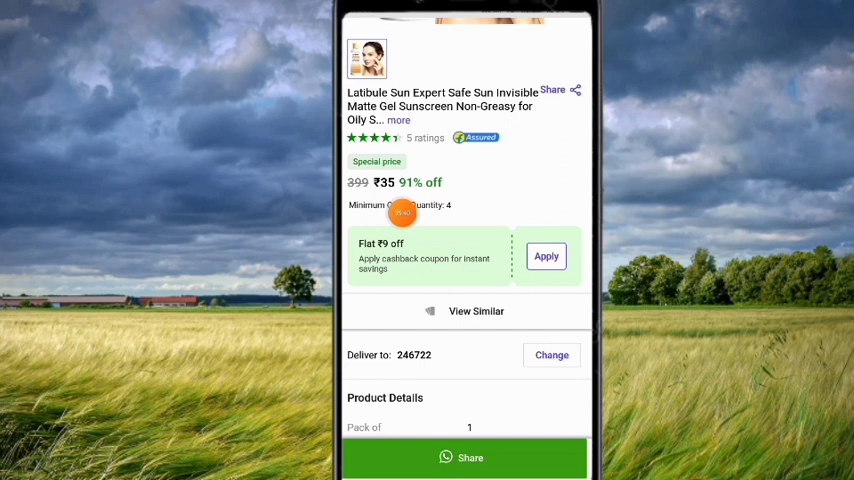 Latibule Sun Expert Safe Sun Invisible
Share
Matte Gel Sunscreen Non-Greasy for
Oily S... more
5 ratings
Assured
Special price
399 ₹35 91% off
Minimum Quantity: 4
Flat ₹9 off
Apply cashback coupon for instant
savings
Apply
View Similar
Deliver to: 246722
Change
Product Details
Pack of 1
Share